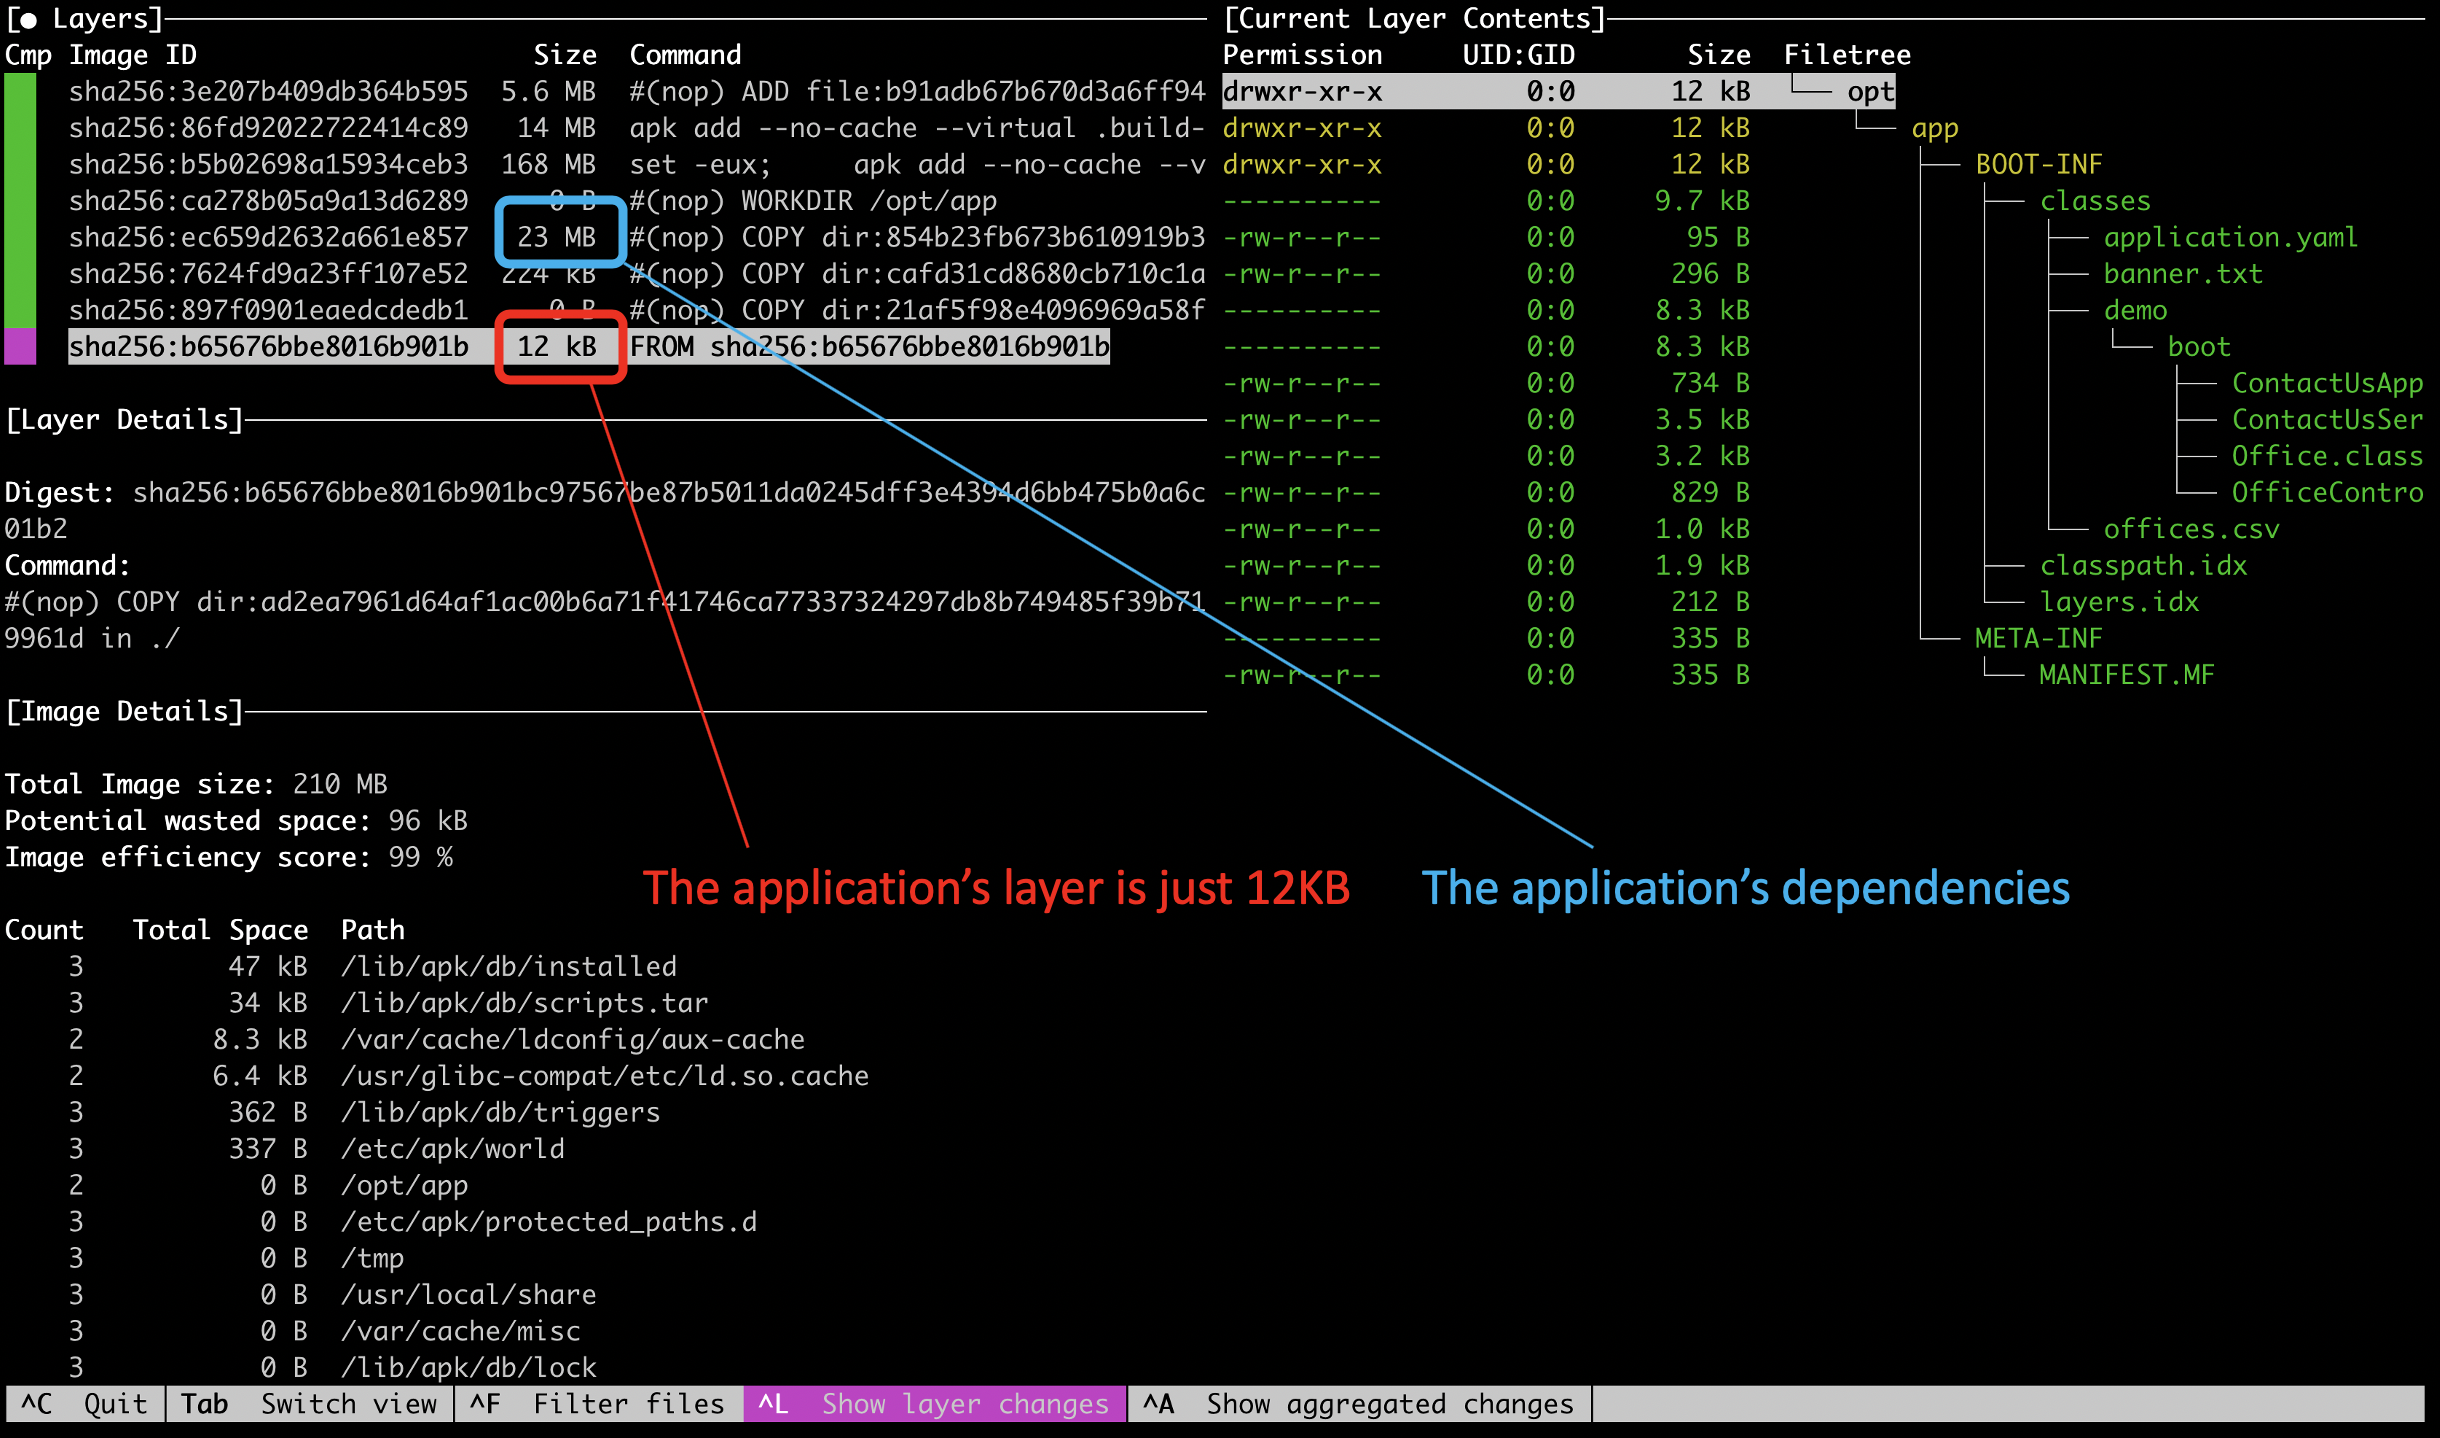 [● Layers]
Cmp Image ID Size Command
sha256:3e207b409db364b595 5.6 MB #(nop) ADD file:b91adb67b670d3a6ff94
sha256:86fd92022722414c89 14 MB apk add --no-cache --virtual .build-
sha256:b5b02698a15934ceb3 168 MB set -eux; apk add --no-cache --v
sha256:ca278b05a9a13d6289 0 B #(nop) WORKDIR /opt/app
sha256:ec659d2632a661e857 23 MB #(nop) COPY dir:854b23fb673b610919b3
sha256:7624fd9a23ff107e52 224 kB #(nop) COPY dir:cafd31cd8680cb710c1a
sha256:897f0901eaedcdedb1 0 B #(nop) COPY dir:21af5f98e4096969a58f
sha256:b65676bbe8016b901b 12 kB FROM sha256:b65676bbe8016b901b
[Layer Details]
Digest: sha256:b65676bbe8016b901bc97567be87b5011da0245dff3e4394d6bb475b0a6c
01b2
Command:
#(nop) COPY dir:ad2ea7961d64af1ac00b6a71f41746ca77337324297db8b749485f39b71
9961d in ./
[Image Details]
Total Image size: 210 MB
Potential wasted space: 96 kB
Image efficiency score: 99 %
Count Total Space Path
3 47 kB /lib/apk/db/installed
3 34 kB /lib/apk/db/scripts.tar
2 8.3 kB /var/cache/ldconfig/aux-cache
2 6.4 kB /usr/glibc-compat/etc/ld.so.cache
3 362 B /lib/apk/db/triggers
3 337 B /etc/apk/world
2 0 B /opt/app
3 0 B /etc/apk/protected_paths.d
3 0 B /tmp
3 0 B /usr/local/share
3 0 B /var/cache/misc
3 0 B /lib/apk/db/lock
[Current Layer Contents]
Permission UID:GID Size Filetree
drwxr-xr-x 0:0 12 kB opt
drwxr-xr-x 0:0 12 kB app
drwxr-xr-x 0:0 12 kB BOOT-INF
---------- 0:0 9.7 kB classes
-rw-r--r-- 0:0 95 B application.yaml
-rw-r--r-- 0:0 296 B banner.txt
---------- 0:0 8.3 kB demo
---------- 0:0 8.3 kB boot
-rw-r--r-- 0:0 734 B ContactUsApp
-rw-r--r-- 0:0 3.5 kB ContactUsSer
-rw-r--r-- 0:0 3.2 kB Office.class
-rw-r--r-- 0:0 829 B OfficeContro
-rw-r--r-- 0:0 1.0 kB offices.csv
-rw-r--r-- 0:0 1.9 kB classpath.idx
-rw-r--r-- 0:0 212 B layers.idx
---------- 0:0 335 B META-INF
-rw-r--r-- 0:0 335 B MANIFEST.MF
The application’s layer is just 12KB
The application’s dependencies
^C Quit Tab Switch view ^F Filter files ^L Show layer changes ^A Show aggregated changes